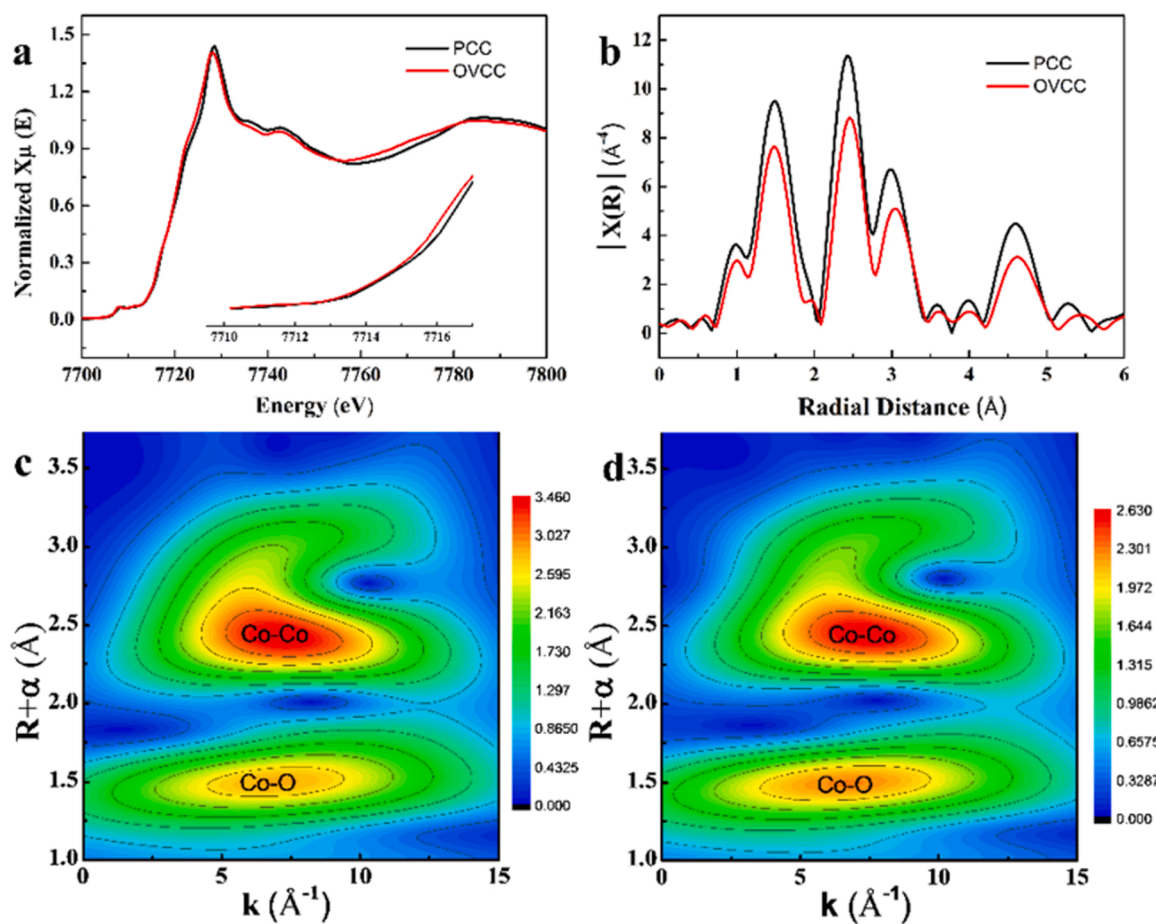 a
PCC
OVCC
Normalized Xμ (E)
1.5
1.2
0.9
0.6
0.3
0.0
7710 7712 7714 7716
7700 7720 7740 7760 7780 7800
Energy (eV)
b
PCC
OVCC
|X(R)| (Å⁻⁴)
12
10
8
6
4
2
0
0 1 2 3 4 5 6
Radial Distance (Å)
c
Co-Co
Co-O
R+α (Å)
3.5
3.0
2.5
2.0
1.5
1.0
0 5 10 15
k (Å⁻¹)
3.460
3.027
2.595
2.163
1.730
1.297
0.8650
0.4325
0.000
d
Co-Co
Co-O
R+α (Å)
3.5
3.0
2.5
2.0
1.5
1.0
0 5 10 15
k (Å⁻¹)
2.630
2.301
1.972
1.644
1.315
0.9862
0.6575
0.3287
0.000